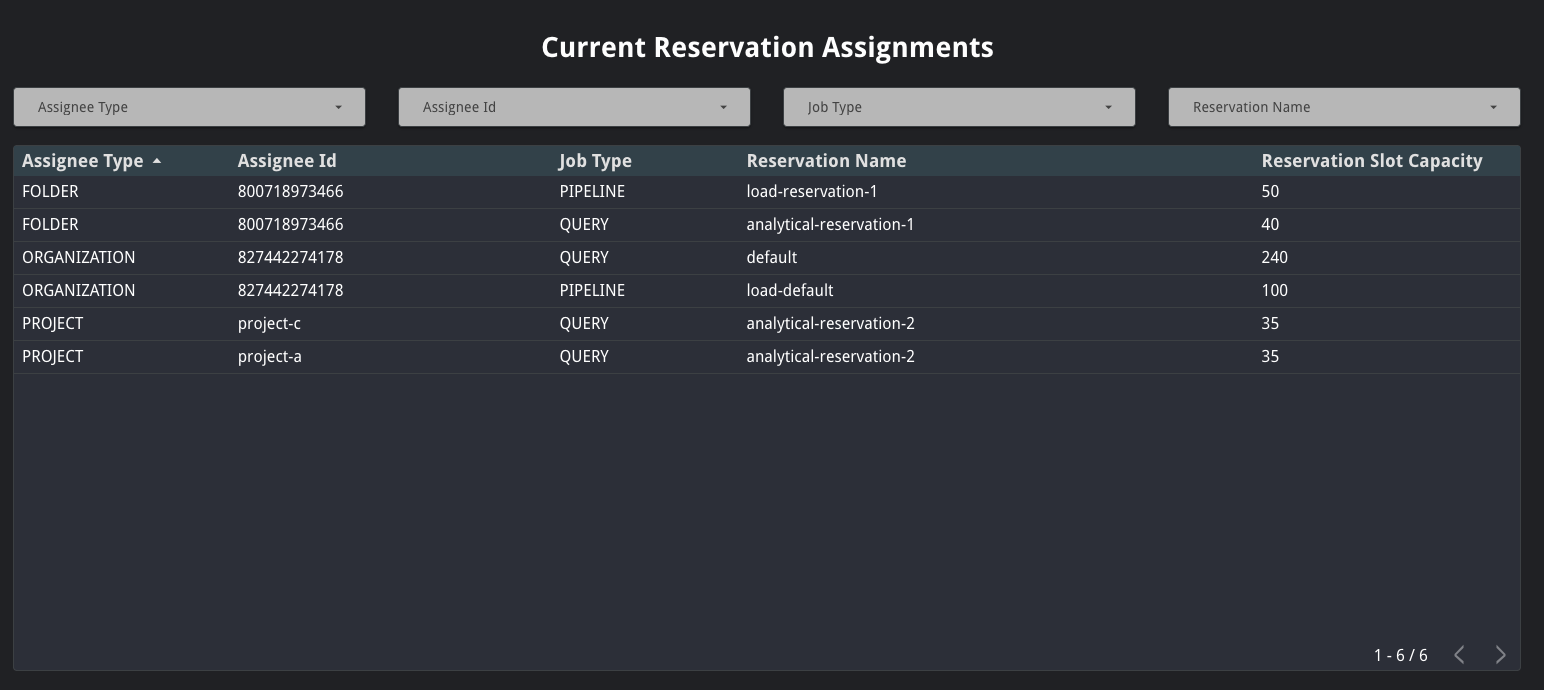 Current Reservation Assignments
Assignee Type Assignee Id Job Type Reservation Name
Assignee Type Assignee Id Job Type Reservation Name Reservation Slot Capacity
FOLDER 800718973466 PIPELINE load-reservation-1 50
FOLDER 800718973466 QUERY analytical-reservation-1 40
ORGANIZATION 827442274178 QUERY default 240
ORGANIZATION 827442274178 PIPELINE load-default 100
PROJECT project-c QUERY analytical-reservation-2 35
PROJECT project-a QUERY analytical-reservation-2 35
1 - 6 / 6